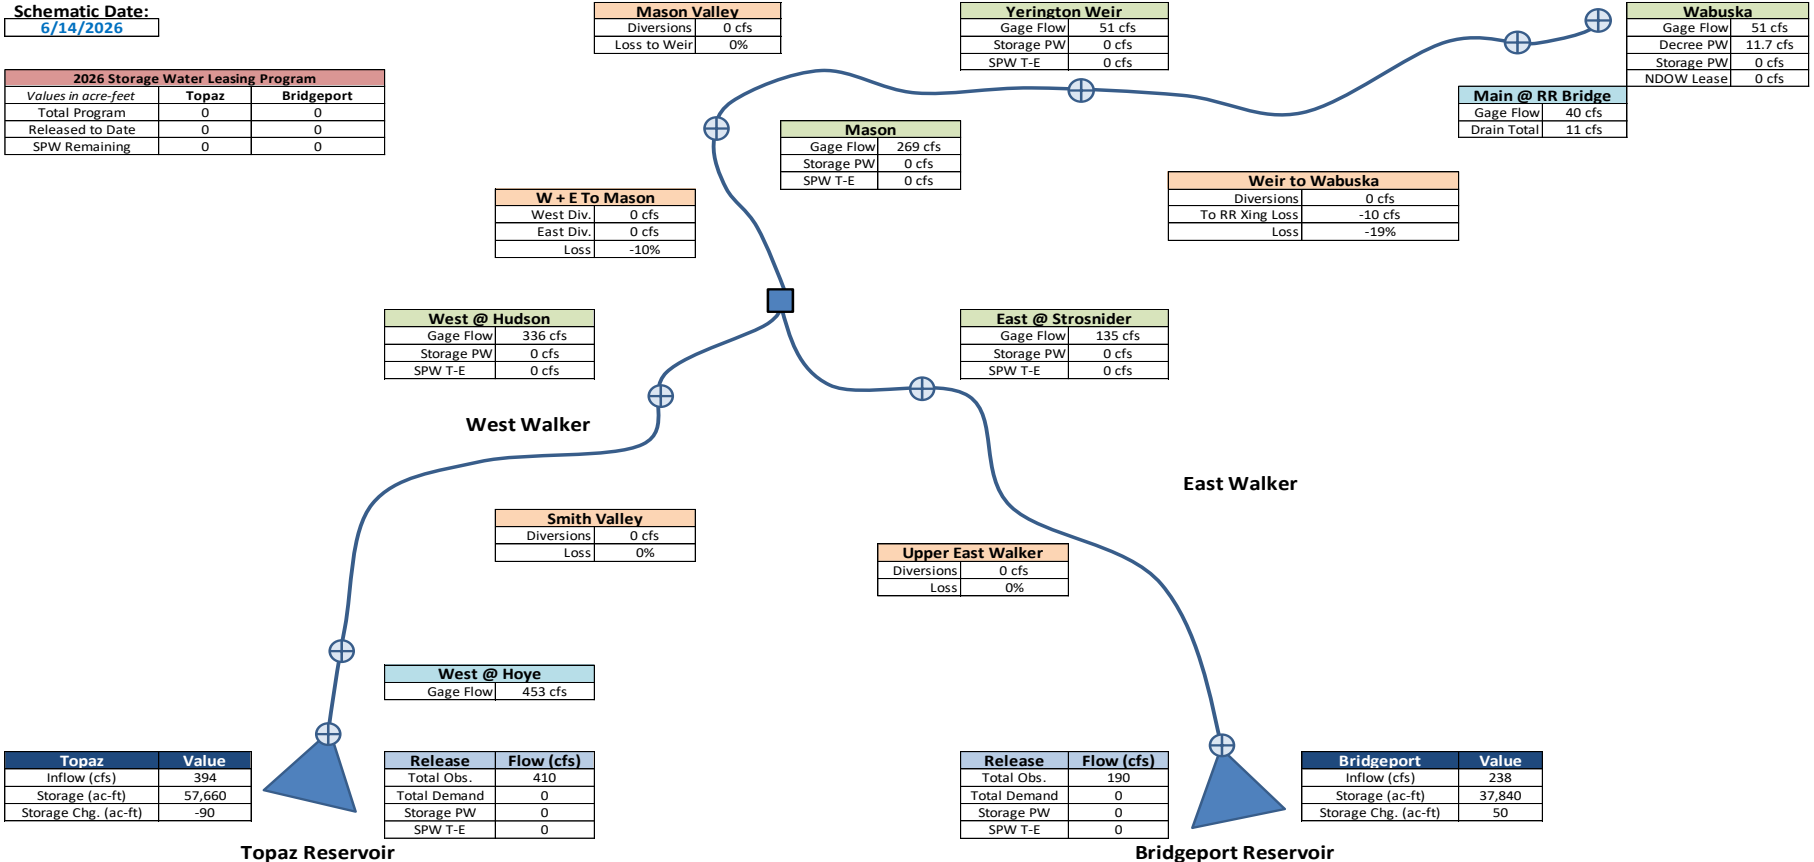 Schematic Date:
6/14/2026
2026 Storage Water Leasing Program
Values in acre-feet Topaz Bridgeport
Total Program 0 0
Released to Date 0 0
SPW Remaining 0 0
Mason Valley
Diversions 0 cfs
Loss to Weir 0%
Yerington Weir
Gage Flow 51 cfs
Storage PW 0 cfs
SPW T-E 0 cfs
Wabuska
Gage Flow 51 cfs
Decree PW 11.7 cfs
Storage PW 0 cfs
NDOW Lease 0 cfs
Main @ RR Bridge
Gage Flow 40 cfs
Drain Total 11 cfs
Mason
Gage Flow 269 cfs
Storage PW 0 cfs
SPW T-E 0 cfs
W + E To Mason
West Div. 0 cfs
East Div. 0 cfs
Loss -10%
Weir to Wabuska
Diversions 0 cfs
To RR Xing Loss -10 cfs
Loss -19%
West @ Hudson
Gage Flow 336 cfs
Storage PW 0 cfs
SPW T-E 0 cfs
East @ Strosnider
Gage Flow 135 cfs
Storage PW 0 cfs
SPW T-E 0 cfs
West Walker
East Walker
Smith Valley
Diversions 0 cfs
Loss 0%
Upper East Walker
Diversions 0 cfs
Loss 0%
West @ Hoye
Gage Flow 453 cfs
Topaz Value
Inflow (cfs) 394
Storage (ac-ft) 57,660
Storage Chg. (ac-ft) -90
Release Flow (cfs)
Total Obs. 410
Total Demand 0
Storage PW 0
SPW T-E 0
Topaz Reservoir
Release Flow (cfs)
Total Obs. 190
Total Demand 0
Storage PW 0
SPW T-E 0
Bridgeport Value
Inflow (cfs) 238
Storage (ac-ft) 37,840
Storage Chg. (ac-ft) 50
Bridgeport Reservoir